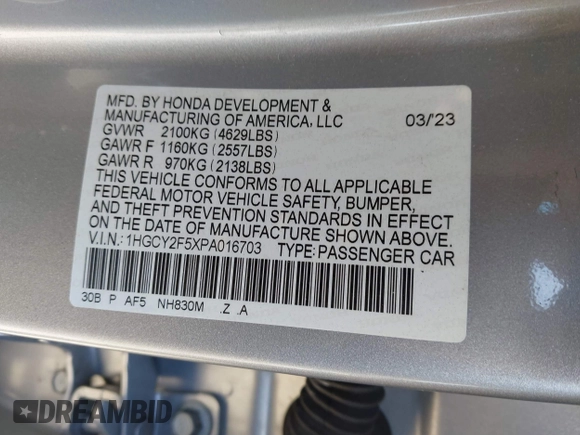 MFD. BY HONDA DEVELOPMENT &
MANUFACTURING OF AMERICA, LLC 03/'23
GVWR 2100KG (4629LBS)
GAWR F 1160KG (2557LBS)
GAWR R 970KG (2138LBS)
THIS VEHICLE CONFORMS TO ALL APPLICABLE
FEDERAL MOTOR VEHICLE SAFETY, BUMPER,
AND THEFT PREVENTION STANDARDS IN EFFECT
ON THE DATE OF MANUFACTURE SHOWN ABOVE.
V.I.N.: 1HGCY2F5XPA016703 TYPE: PASSENGER CAR
30B P AF5 NH830M .Z .A
DREAMBID